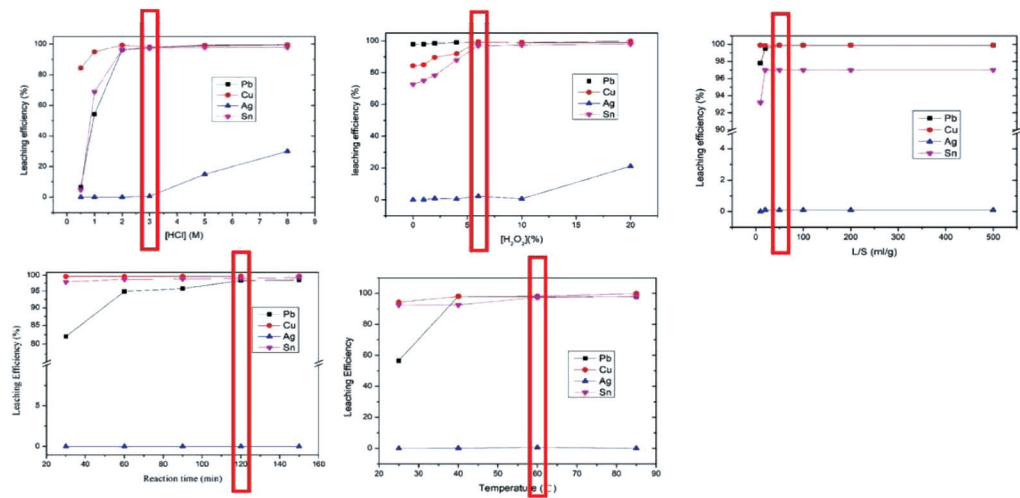 100
80
60
40
20
0
Leaching efficiency (%)
Pb
Cu
Ag
Sn
0 1 2 3 4 5 6 7 8 9
[HCl] (M)
100
80
60
40
20
0
leaching efficiency (%)
Pb
Cu
Ag
Sn
0 5 10 15 20
[H₂O₂](%)
100
98
96
94
92
90
4
2
0
Leaching efficiency (%)
Pb
Cu
Ag
Sn
0 100 200 300 400 500
L/S (ml/g)
100
95
90
85
80
5
0
Leaching Efficiency (%)
Pb
Cu
Ag
Sn
20 40 60 80 100 120 140 160
Reaction time (min)
100
80
60
40
20
0
Leaching Efficiency
Pb
Cu
Ag
Sn
20 30 40 50 60 70 80 90
Temperature (℃)